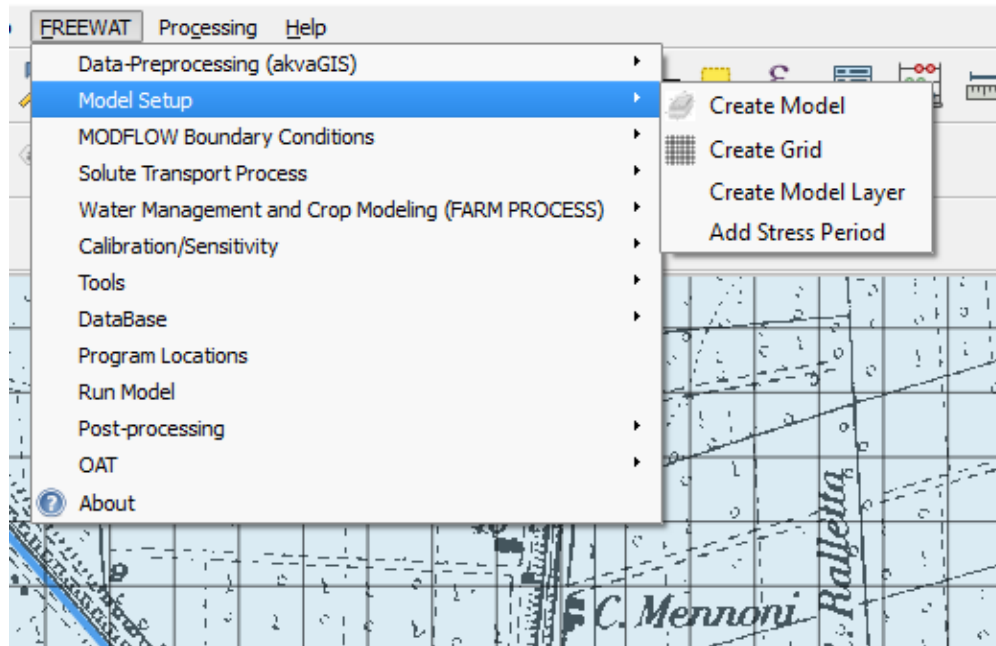 FREEWAT Processing Help
Data-Preprocessing (akvaGIS)
Model Setup
MODFLOW Boundary Conditions
Solute Transport Process
Water Management and Crop Modeling (FARM PROCESS)
Calibration/Sensitivity
Tools
DataBase
Program Locations
Run Model
Post-processing
OAT
About
Create Model
Create Grid
Create Model Layer
Add Stress Period
C. Mennoni
Ralletta